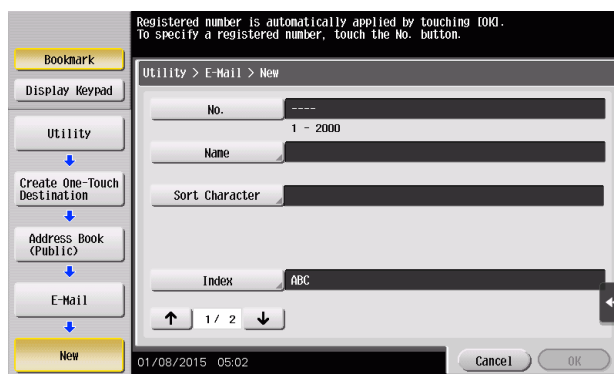 Registered number is automatically applied by touching [OK].
To specify a registered number, touch the No. button.
Bookmark
Display Keypad
Utility
Create One-Touch
Destination
Address Book
(Public)
E-Mail
New
Utility > E-Mail > New
No.
----
1 - 2000
Name
Sort Character
Index
ABC
1/ 2
01/08/2015 05:02
Cancel
OK